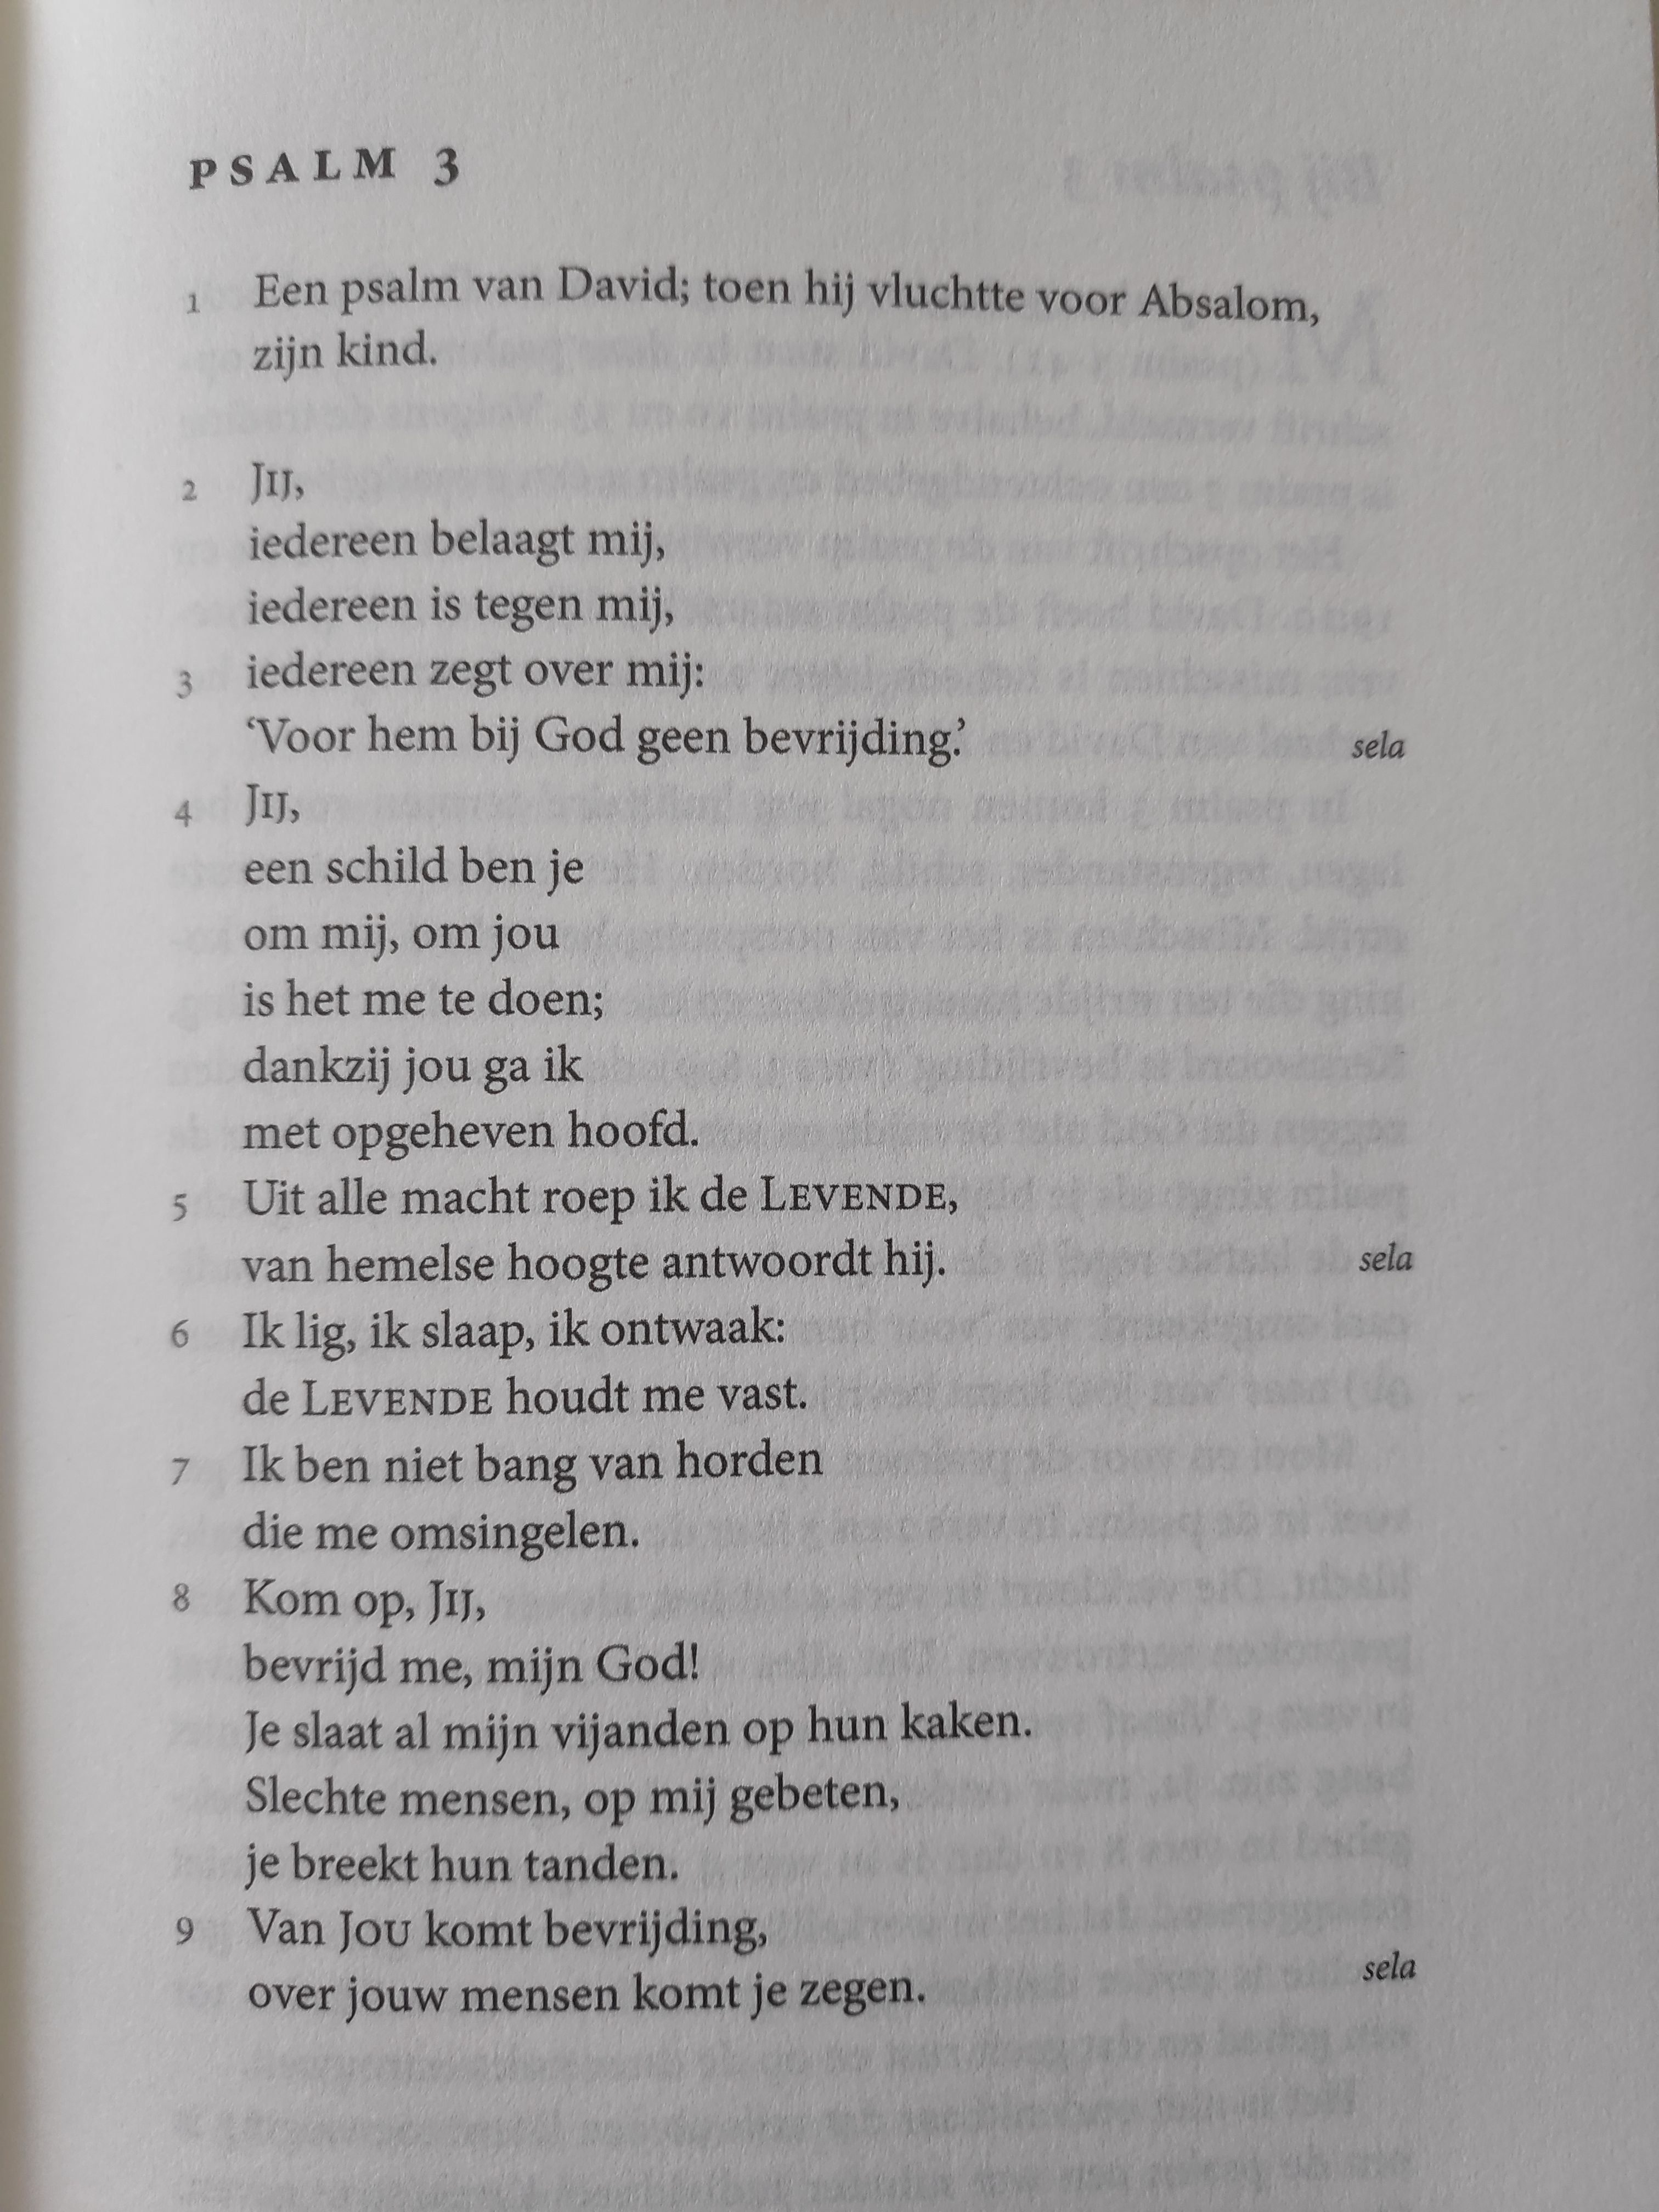 PSALM 3
1 Een psalm van David; toen hij vluchtte voor Absalom,
zijn kind.
2 JIJ,
iedereen belaagt mij,
iedereen is tegen mij,
3 iedereen zegt over mij:
‘Voor hem bij God geen bevrijding.’ sela
4 JIJ,
een schild ben je
om mij, om jou
is het me te doen;
dankzij jou ga ik
met opgeheven hoofd.
5 Uit alle macht roep ik de LEVENDE,
van hemelse hoogte antwoordt hij. sela
6 Ik lig, ik slaap, ik ontwaak:
de LEVENDE houdt me vast.
7 Ik ben niet bang van horden
die me omsingelen.
8 Kom op, JIJ,
bevrijd me, mijn God!
Je slaat al mijn vijanden op hun kaken.
Slechte mensen, op mij gebeten,
je breekt hun tanden.
9 Van JOU komt bevrijding,
over jouw mensen komt je zegen. sela